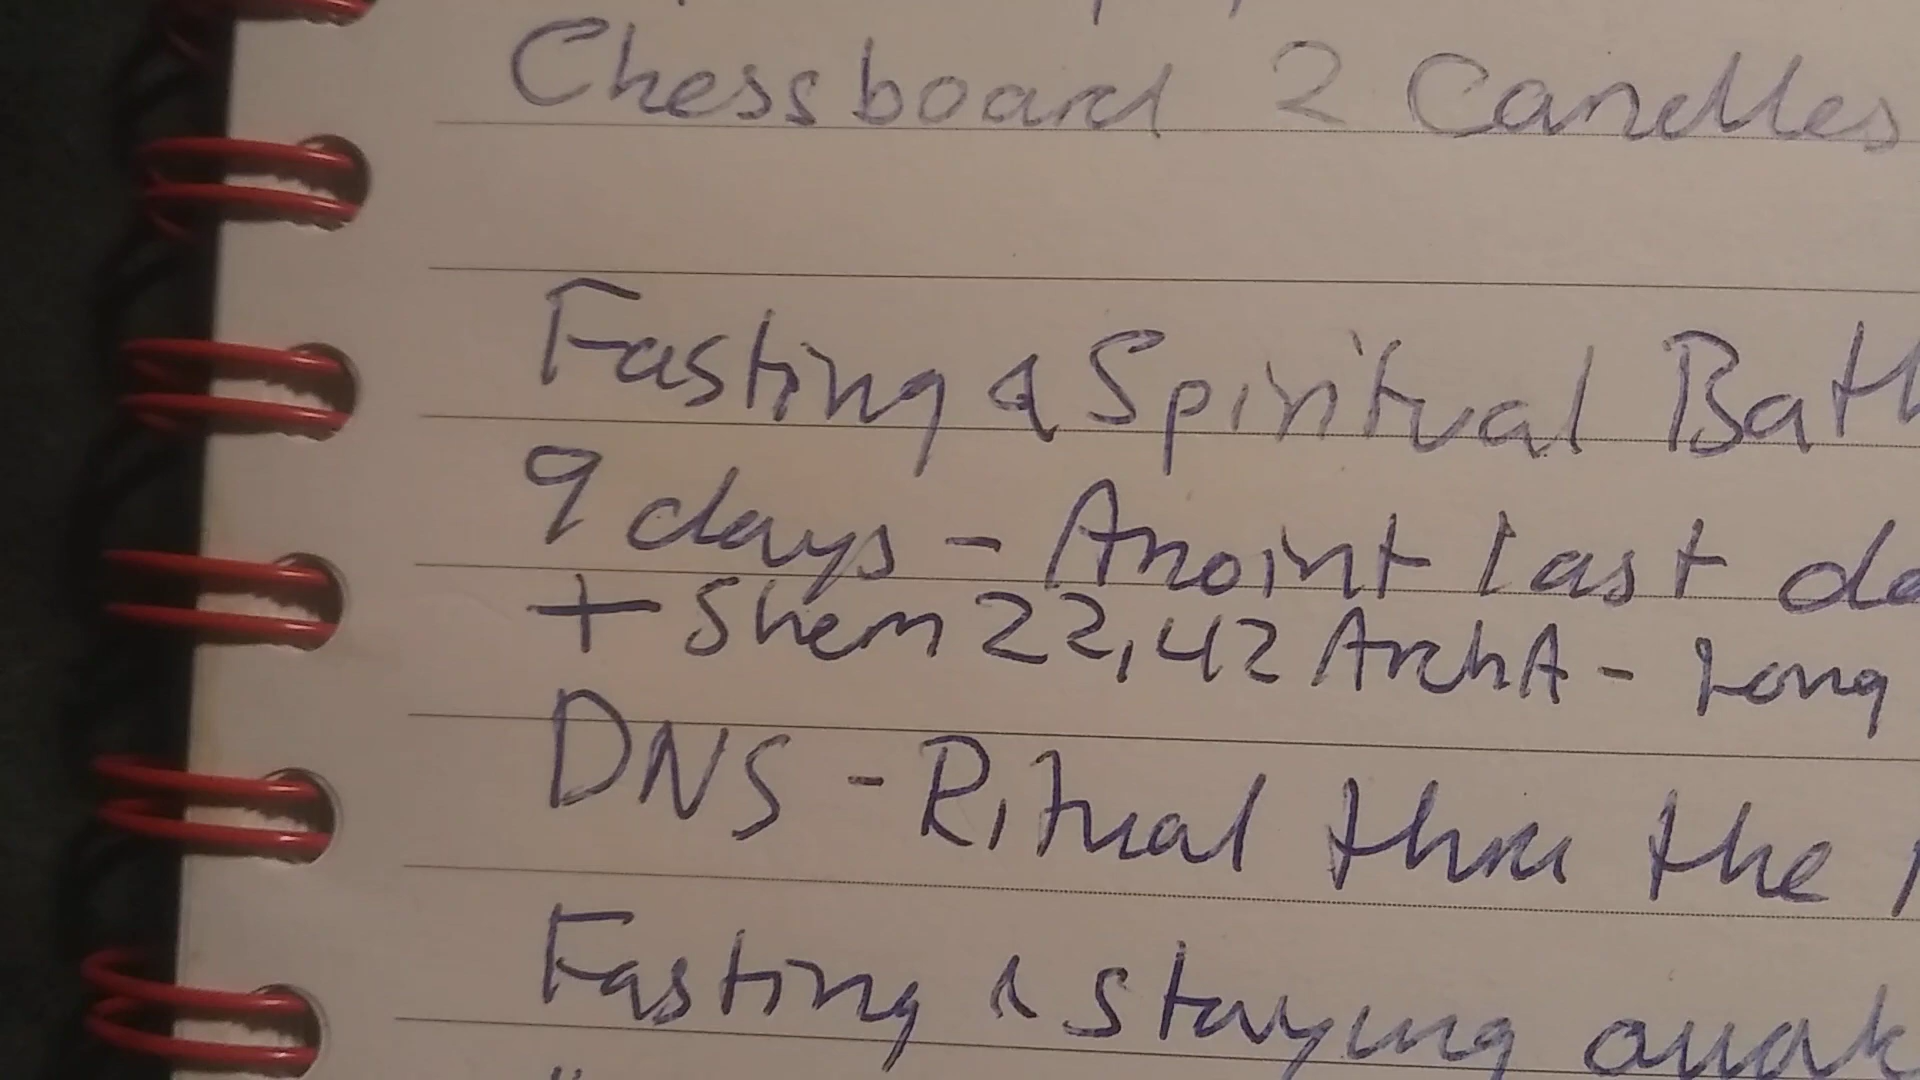 Chessboard 2 Candles
Fasting & Spiritual Bath
9 days - Anoint last da
+ Shem 22, 42 ArchA - Long
DNS - Ritual thru the
Fasting & staying awak